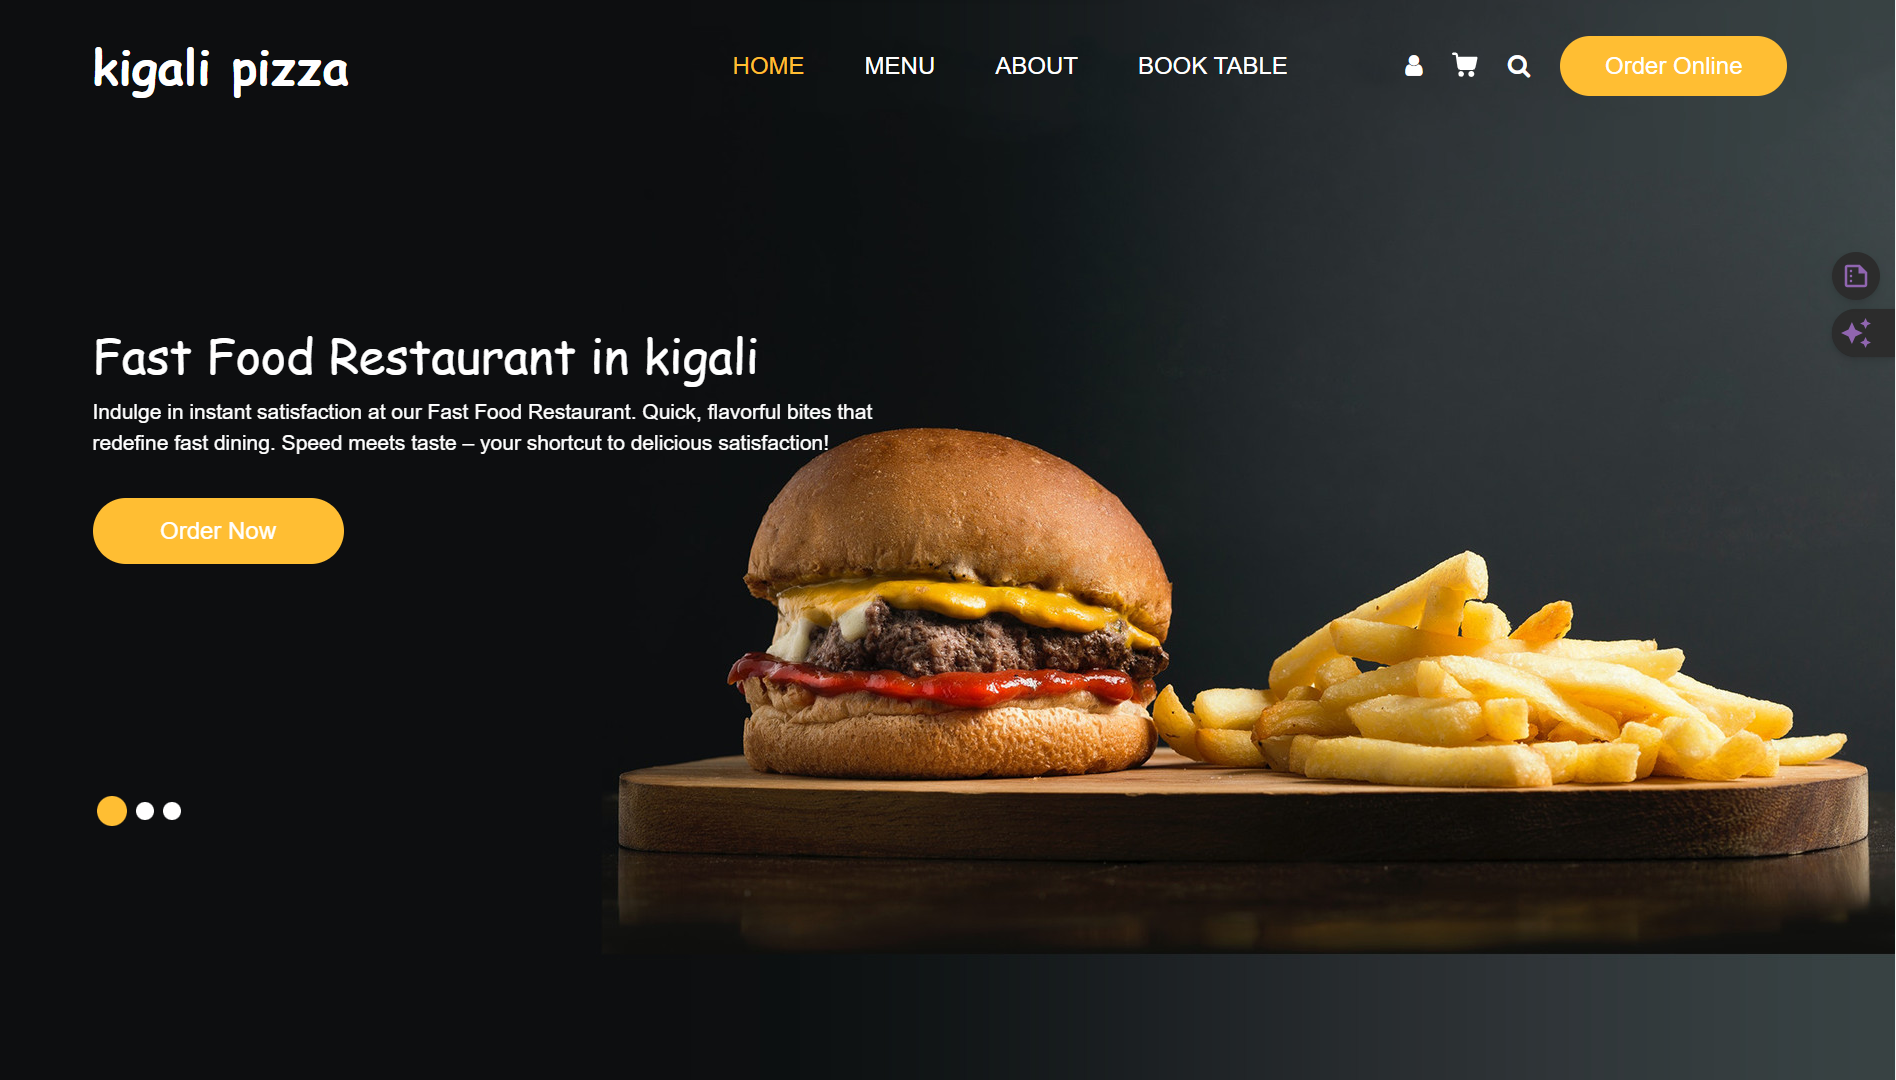 kigali pizza
HOME
MENU
ABOUT
BOOK TABLE
Order Online
Fast Food Restaurant in kigali
Indulge in instant satisfaction at our Fast Food Restaurant. Quick, flavorful bites that
redefine fast dining. Speed meets taste – your shortcut to delicious satisfaction!
Order Now